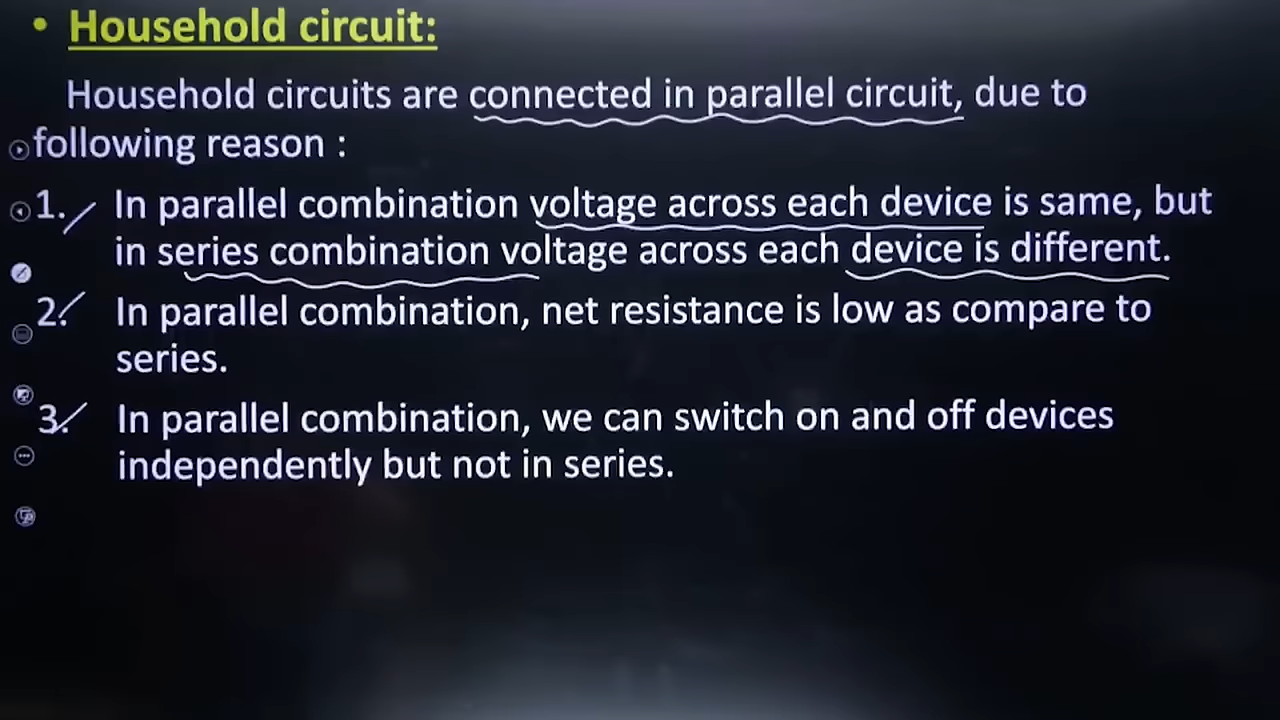 • Household circuit:
Household circuits are connected in parallel circuit, due to
following reason :
1. In parallel combination voltage across each device is same, but
in series combination voltage across each device is different.
2. In parallel combination, net resistance is low as compare to
series.
3. In parallel combination, we can switch on and off devices
independently but not in series.